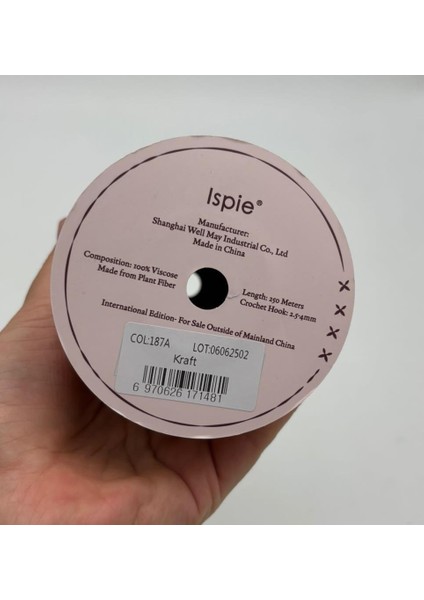 Ispie®
Manufacturer:
Shanghai Well May Industrial Co., Ltd
Made in China
Composition: 100% Viscose
Made from Plant Fiber
Length: 250 Meters
Crochet Hook: 2.5-4mm
International Edition- For Sale Outside of Mainland China
COL:187A LOT:06062502
Kraft
6 970626 171481